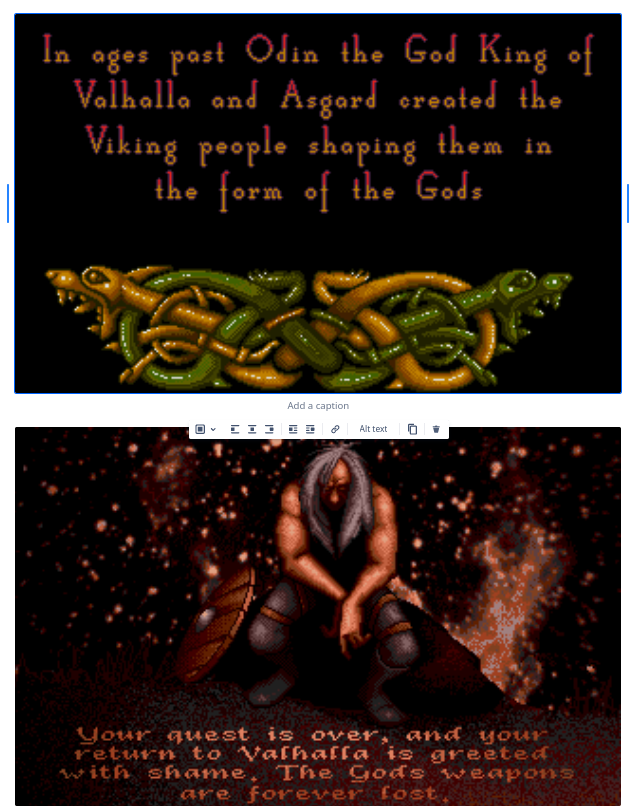 In ages past Odin the God King of
Valhalla and Asgard created the
Viking people shaping them in
the form of the Gods
Add a caption
Alt text
Your quest is over, and your
return to Valhalla is greeted
with shame. The Gods weapons
are forever lost.